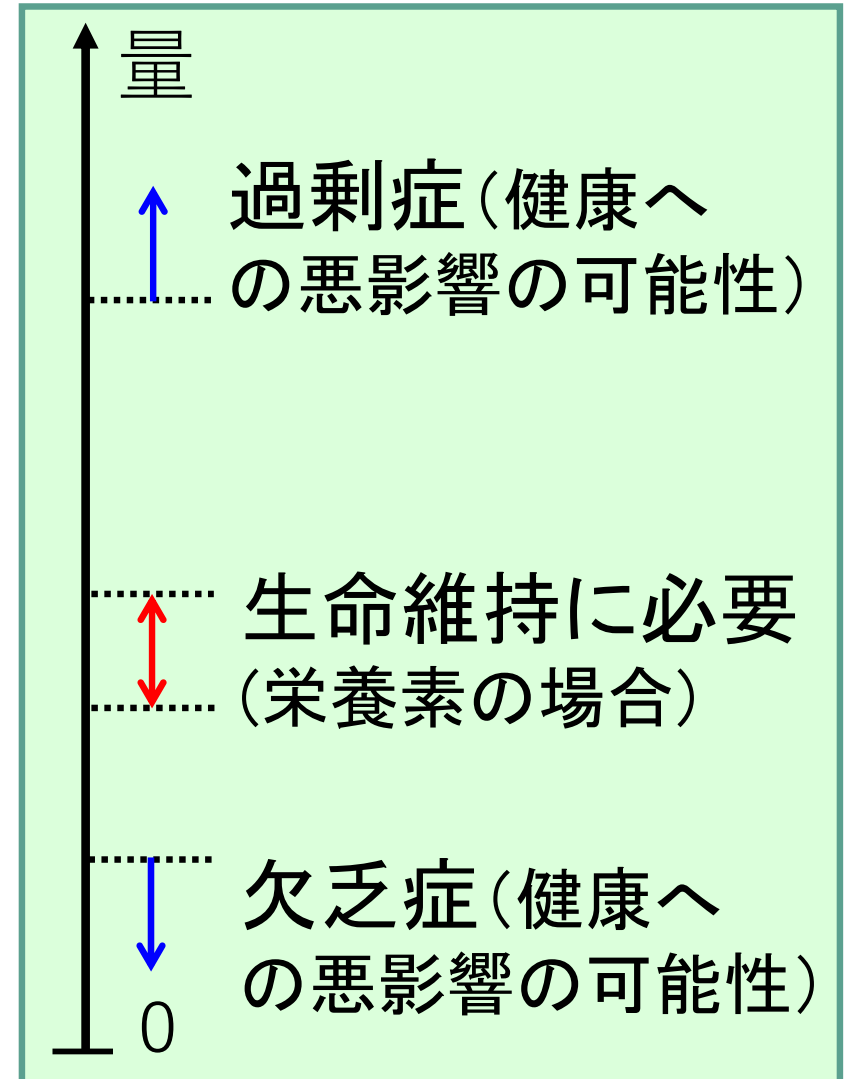 量
過剰症（健康へ
の悪影響の可能性）
生命維持に必要
（栄養素の場合）
欠乏症（健康へ
の悪影響の可能性）
0